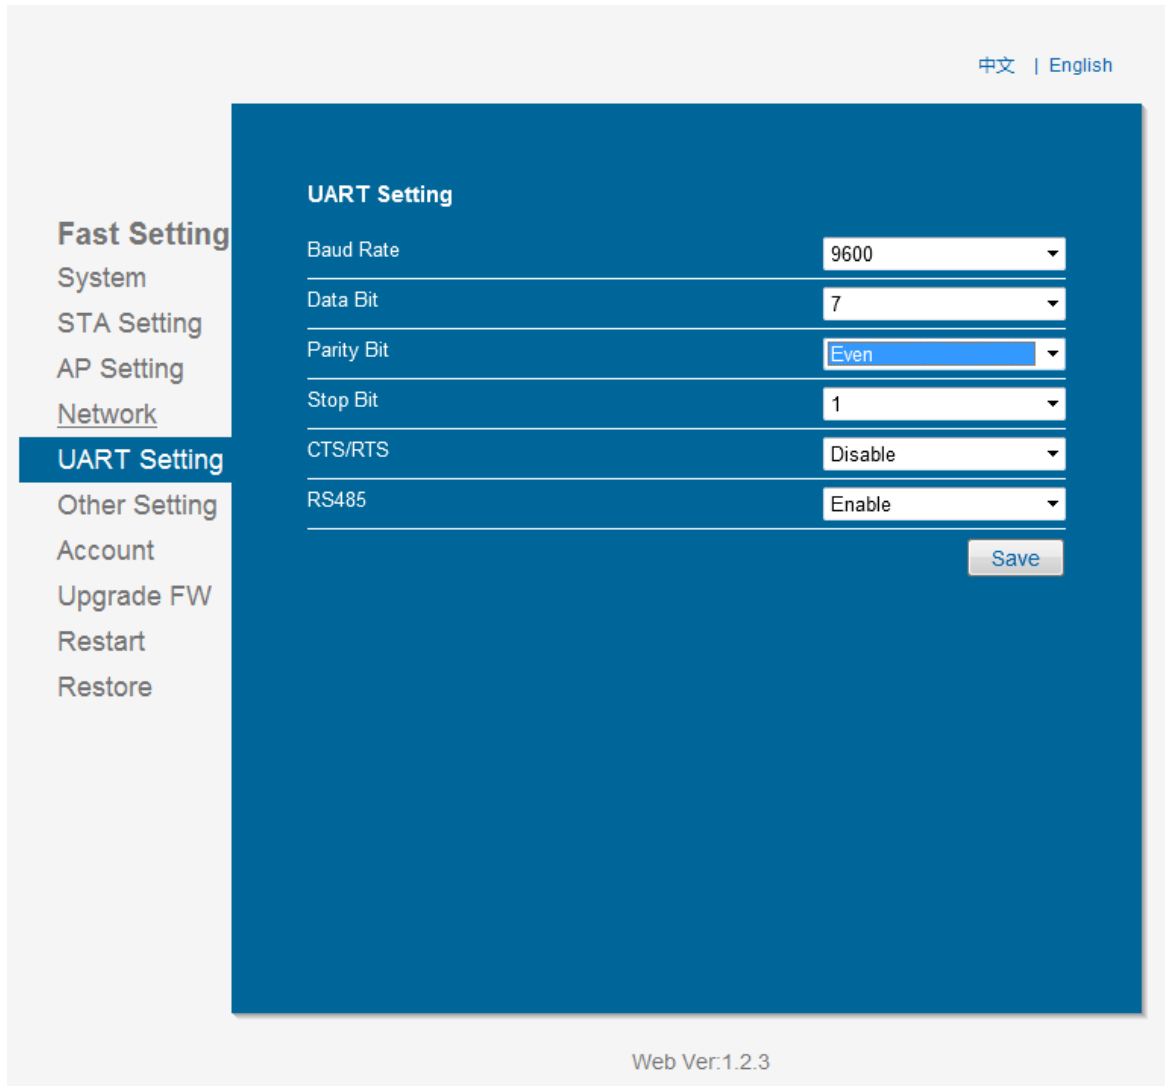 中文 | English
Fast Setting
System
STA Setting
AP Setting
Network
UART Setting
Other Setting
Account
Upgrade FW
Restart
Restore
UART Setting
Baud Rate 9600
Data Bit 7
Parity Bit Even
Stop Bit 1
CTS/RTS Disable
RS485 Enable
Save
Web Ver:1.2.3